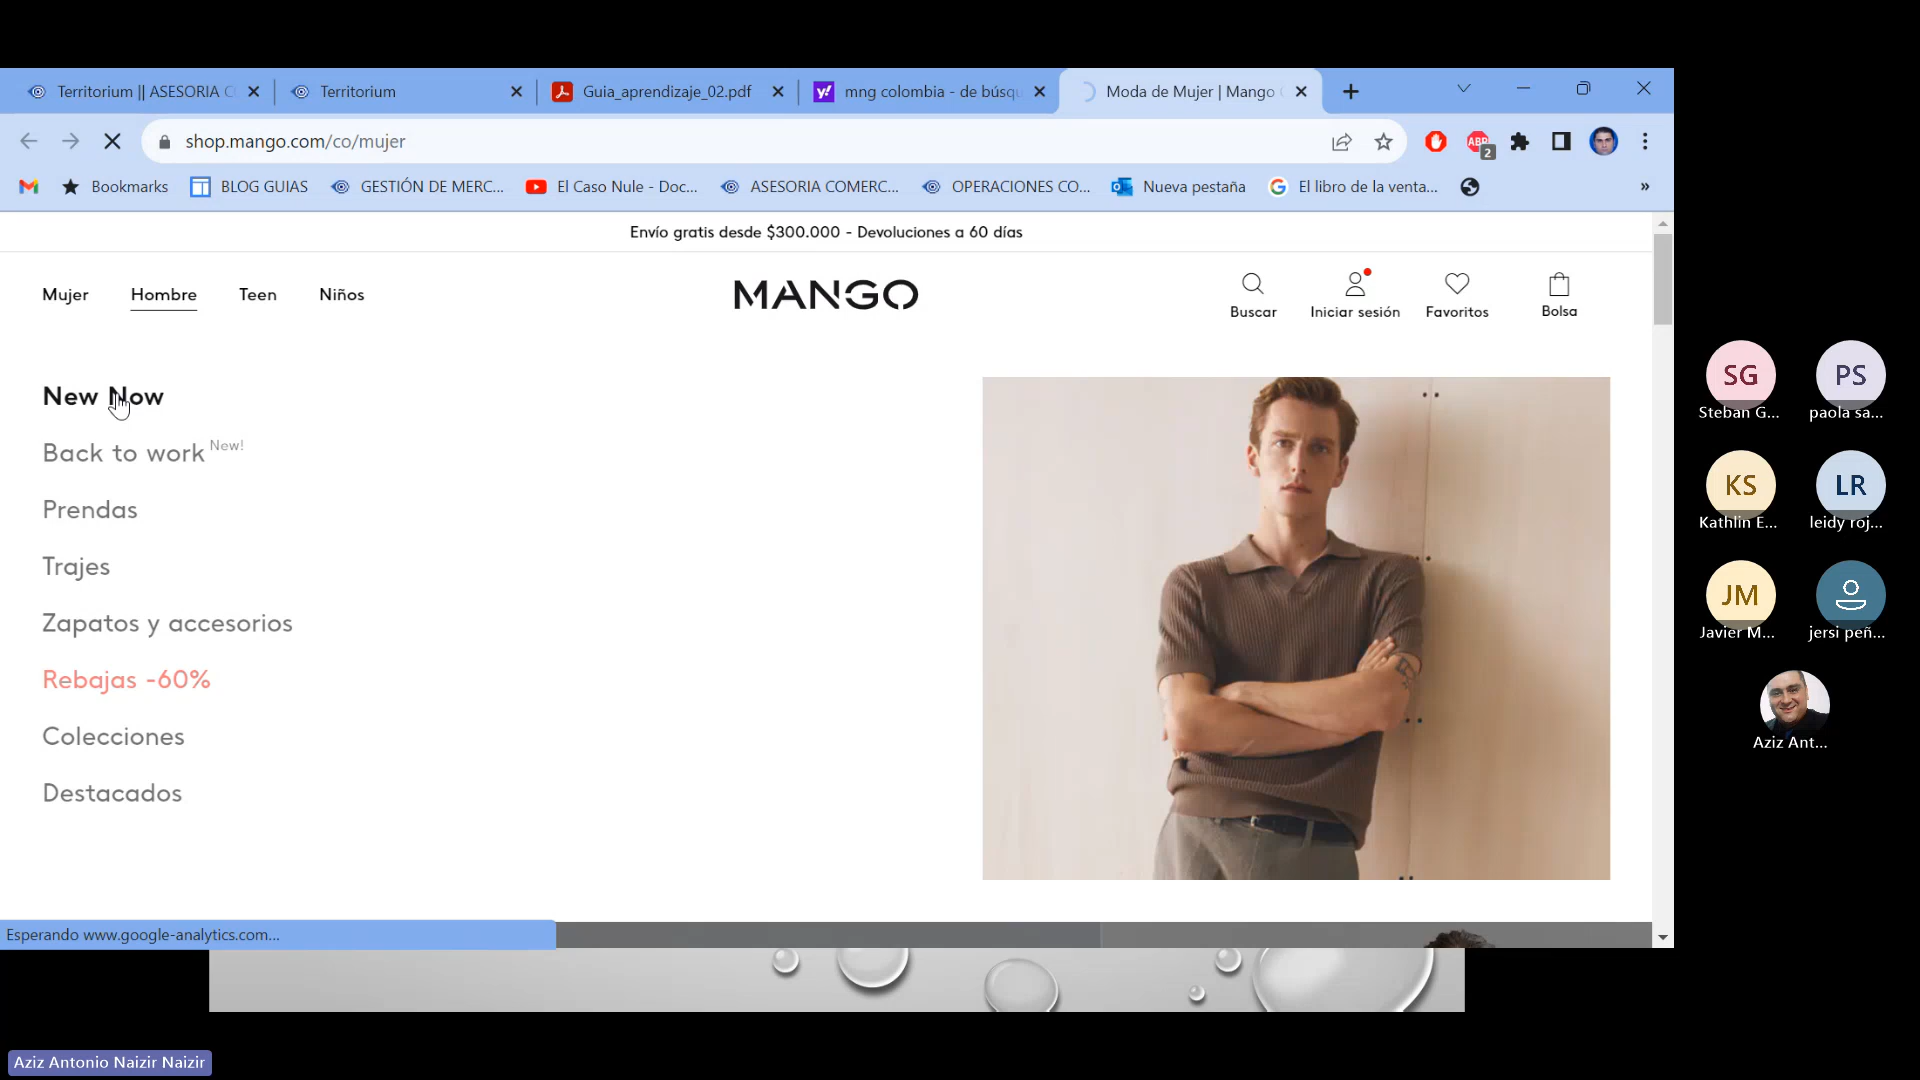 Territorium || ASESORIA C
Territorium
Guia_aprendizaje_02.pdf
mng colombia - de búsqu
Moda de Mujer | Mango
shop.mango.com/co/mujer
ABP
2
Bookmarks
BLOG GUIAS
GESTIÓN DE MERC...
El Caso Nule - Doc...
ASESORIA COMERC...
OPERACIONES CO...
Nueva pestaña
El libro de la venta...
»
Envío gratis desde $300.000 - Devoluciones a 60 días
Mujer
Hombre
Teen
Niños
MANGO
Buscar
Iniciar sesión
Favoritos
Bolsa
New Now
Back to work New!
Prendas
Trajes
Zapatos y accesorios
Rebajas -60%
Colecciones
Destacados
Esperando www.google-analytics.com...
SG
Steban G...
PS
paola sa...
KS
Kathlin E...
LR
leidy roj...
JM
Javier M...
jersi peñ...
Aziz Ant...
Aziz Antonio Naizir Naizir